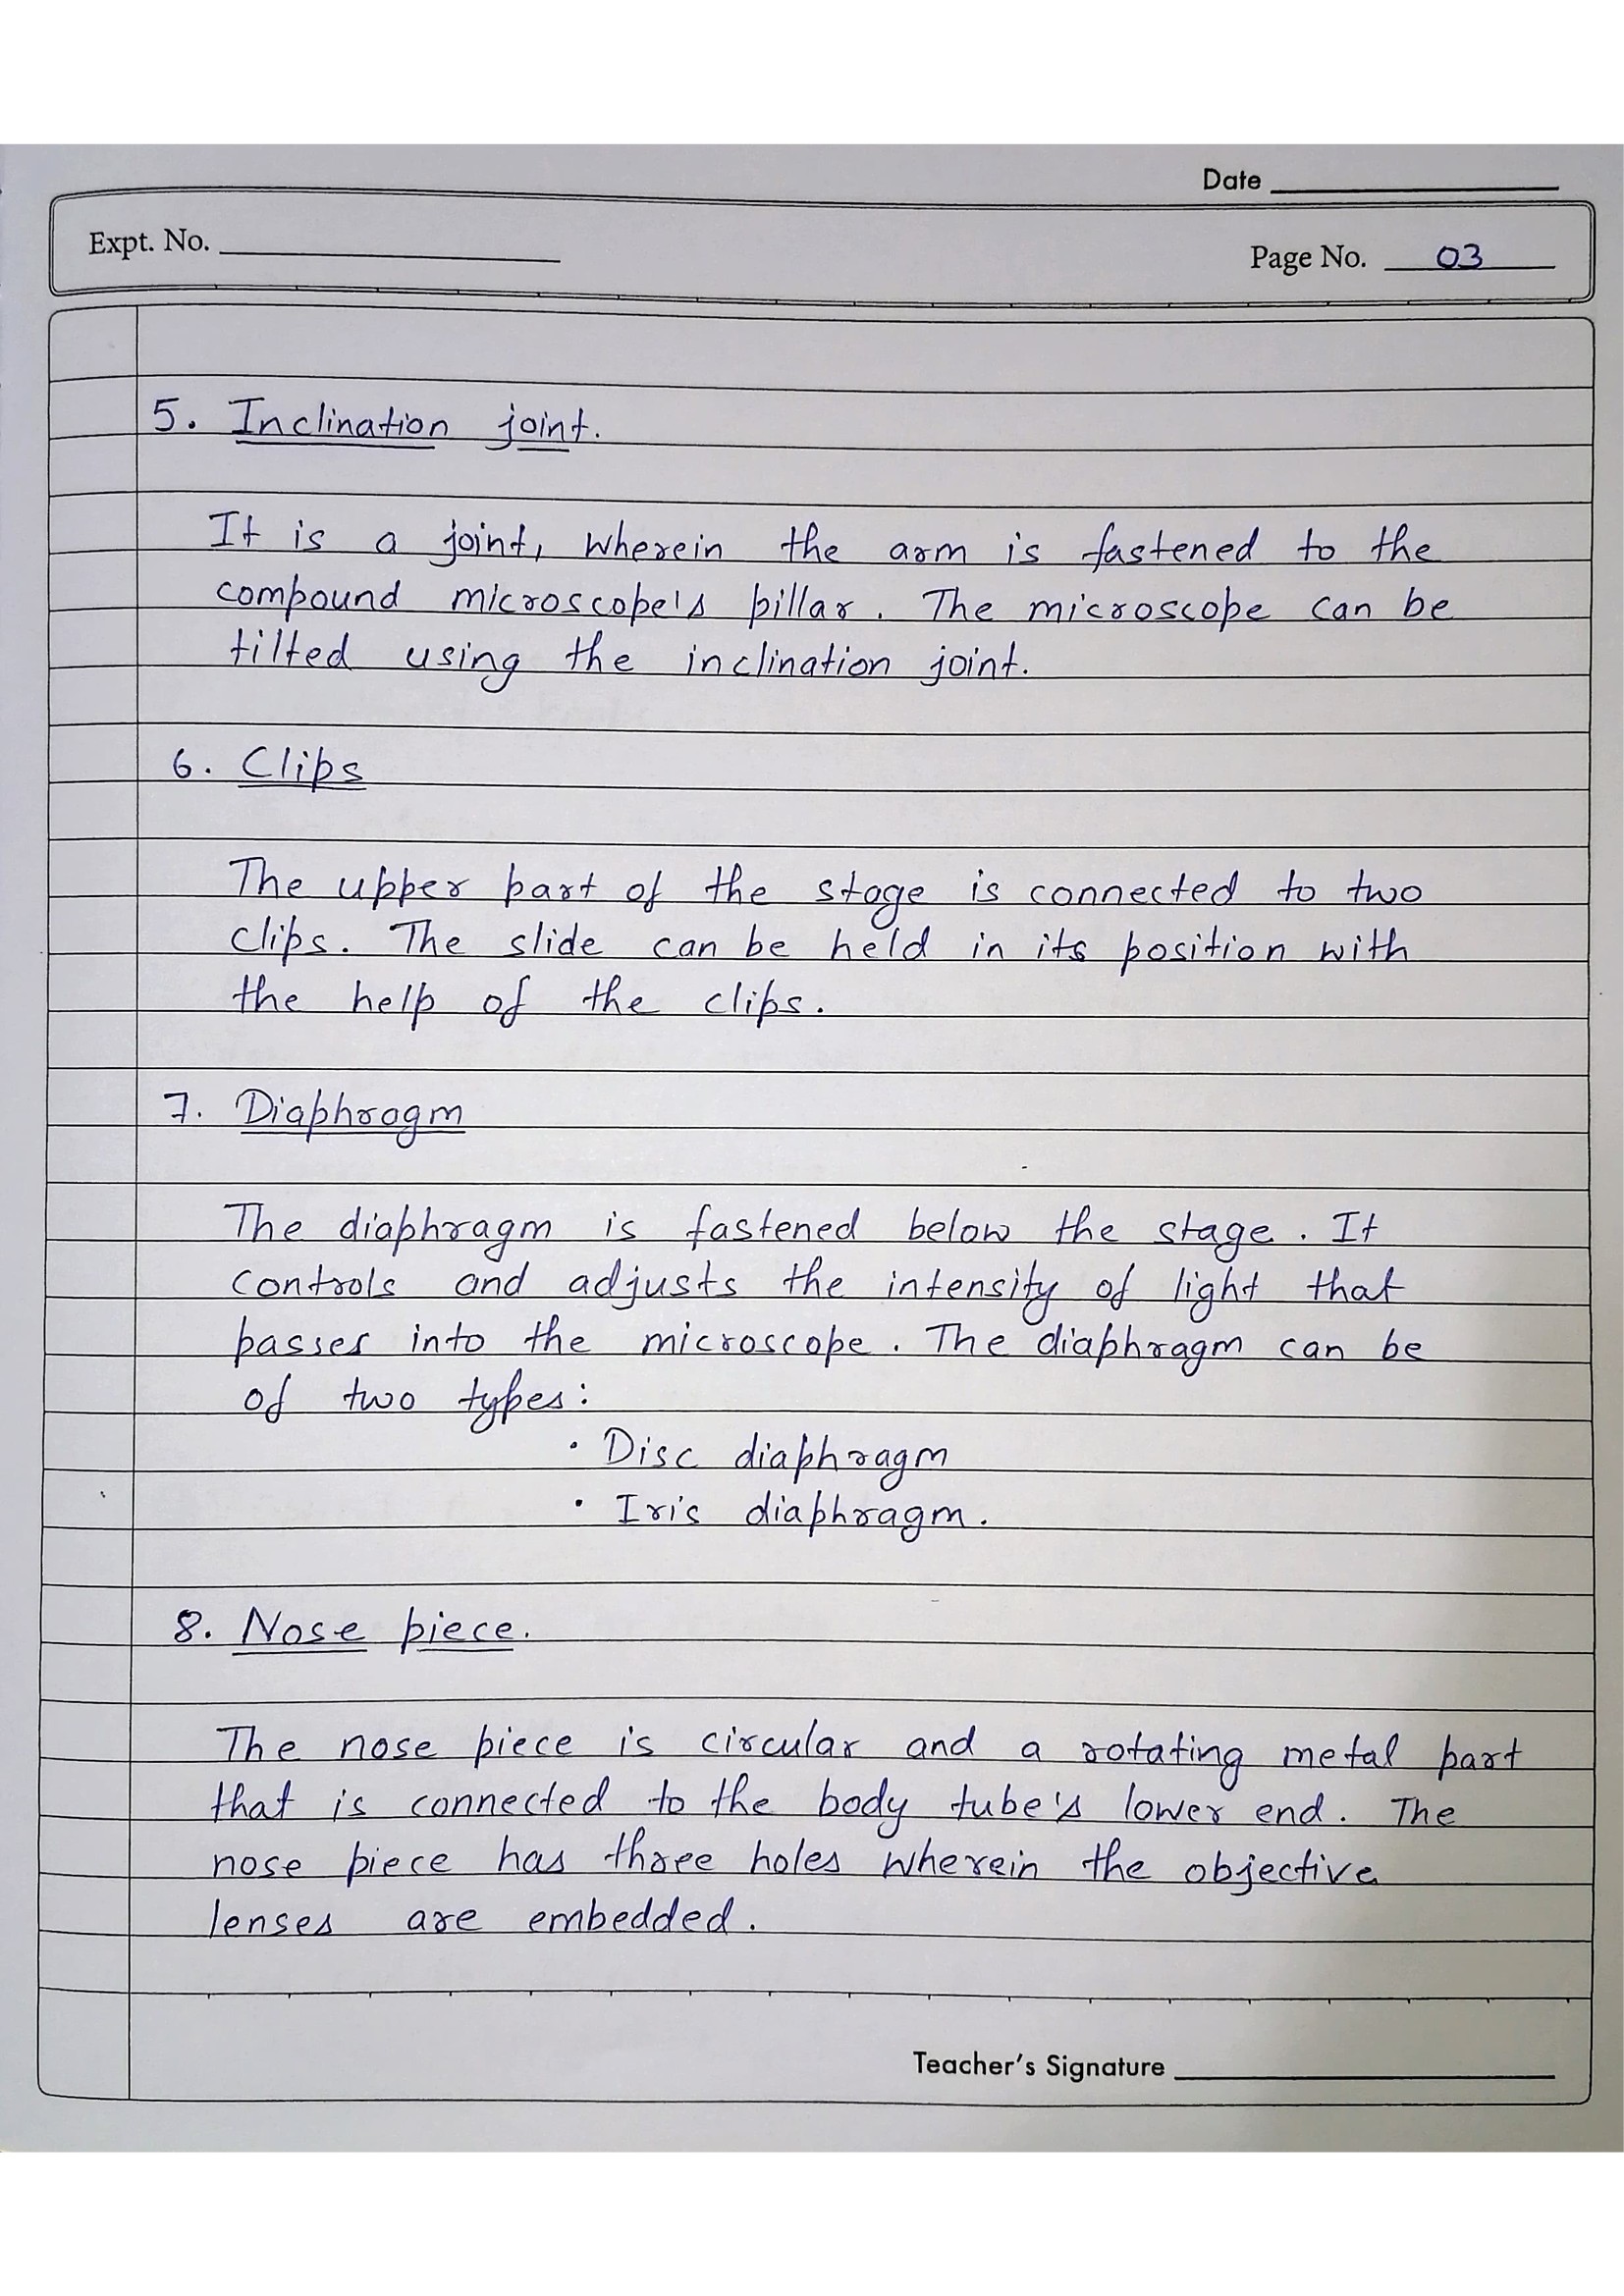 Date
Expt. No.
Page No. 03
5. Inclination joint.
It is a joint, wherein the arm is fastened to the
compound microscope's pillar. The microscope can be
tilted using the inclination joint.
6. Clips
The upper part of the stage is connected to two
clips. The slide can be held in its position with
the help of the clips.
7. Diaphragm
The diaphragm is fastened below the stage. It
controls and adjusts the intensity of light that
passes into the microscope. The diaphragm can be
of two types:
• Disc diaphragm
• Iris diaphragm.
8. Nose piece.
The nose piece is circular and a rotating metal part
that is connected to the body tube's lower end. The
nose piece has three holes wherein the objective
lenses are embedded.
Teacher's Signature